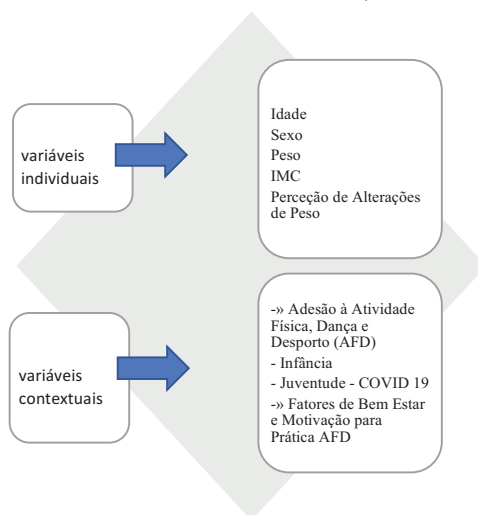 variáveis
individuais
Idade
Sexo
Peso
IMC
Perceção de Alterações
de Peso
variáveis
contextuais
-» Adesão à Atividade
Física, Dança e
Desporto (AFD)
- Infância
- Juventude - COVID 19
-» Fatores de Bem Estar
e Motivação para
Prática AFD